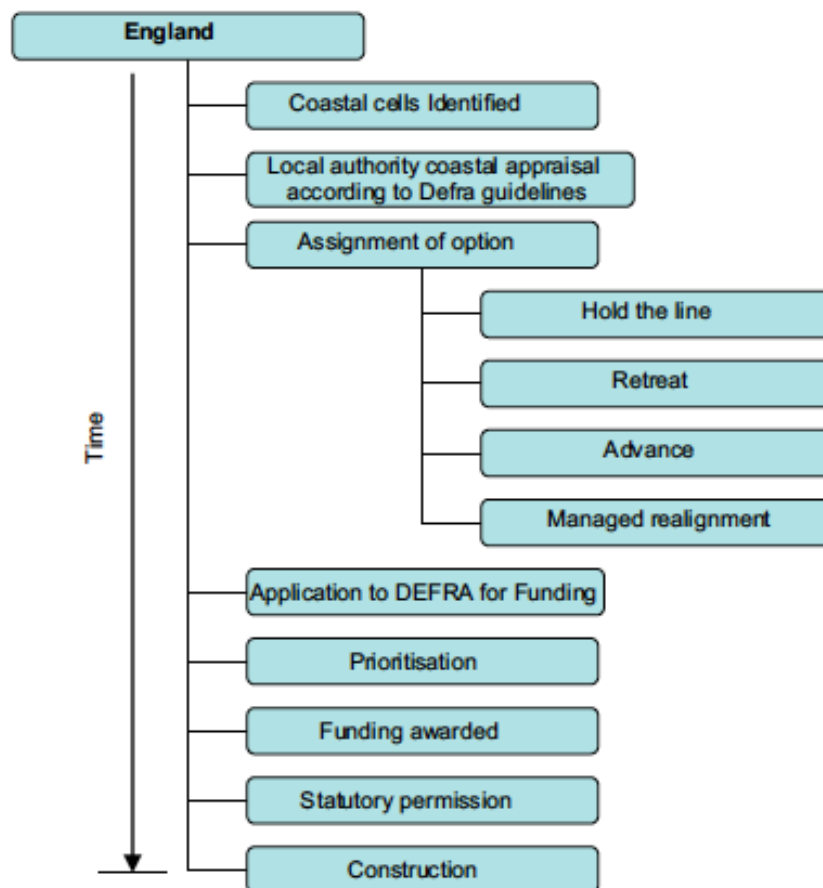 England
Coastal cells Identified
Local authority coastal appraisal
according to Defra guidelines
Assignment of option
Hold the line
Retreat
Advance
Managed realignment
Time
Application to DEFRA for Funding
Prioritisation
Funding awarded
Statutory permission
Construction